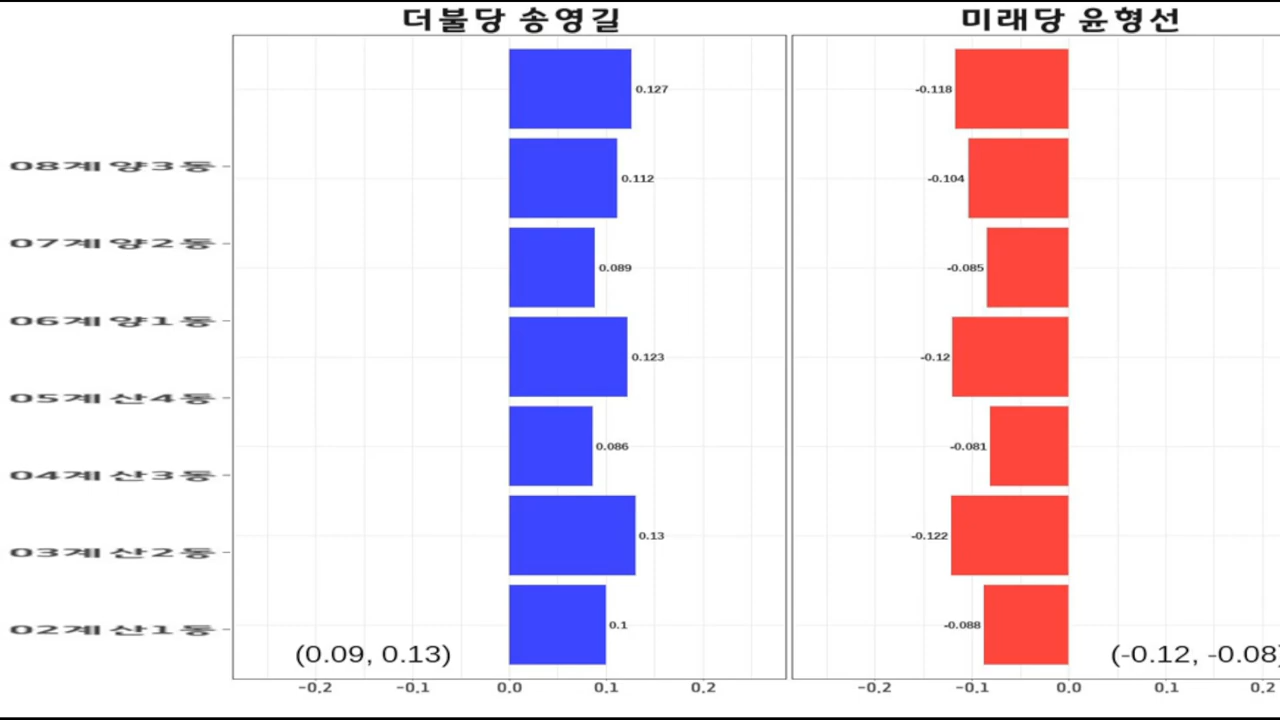 더불당 송영길
미래당 윤형선
0.127
-0.118
08계양3동
0.112
-0.104
07계양2동
0.089
-0.085
06계양1동
0.123
-0.12
05계산4동
0.086
-0.081
04계산3동
0.13
-0.122
03계산2동
0.1
-0.088
02계산1동
(0.09, 0.13)
(-0.12, -0.08)
-0.2 -0.1 0.0 0.1 0.2
-0.2 -0.1 0.0 0.1 0.2